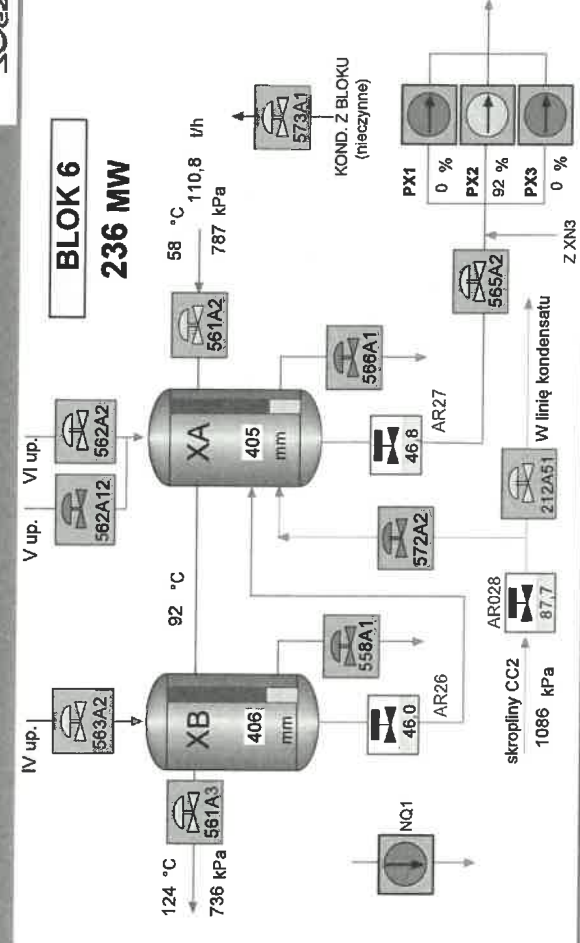 BLOK 6
236 MW
IV up.
V up.
VI up.
563A2
562A12
562A2
58 °C
110,8 t/h
787 kPa
573A1
KOND. Z BLOKU
(nieczynne)
124 °C
736 kPa
561A3
XB
406
mm
92 °C
XA
405
mm
561A2
558A1
566A1
46,0
AR26
46,8
AR27
572A2
212A51
W linię kondensatu
565A2
Z XN3
PX1
0 %
PX2
92 %
PX3
0 %
NQ1
skropliny CC2
1086 kPa
AR028
87,7